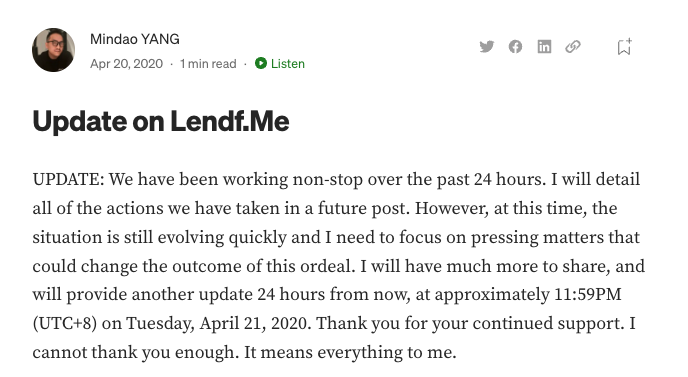 Mindao YANG
Apr 20, 2020 · 1 min read · Listen
Update on Lendf.Me
UPDATE: We have been working non-stop over the past 24 hours. I will detail
all of the actions we have taken in a future post. However, at this time, the
situation is still evolving quickly and I need to focus on pressing matters that
could change the outcome of this ordeal. I will have much more to share, and
will provide another update 24 hours from now, at approximately 11:59PM
(UTC+8) on Tuesday, April 21, 2020. Thank you for your continued support. I
cannot thank you enough. It means everything to me.